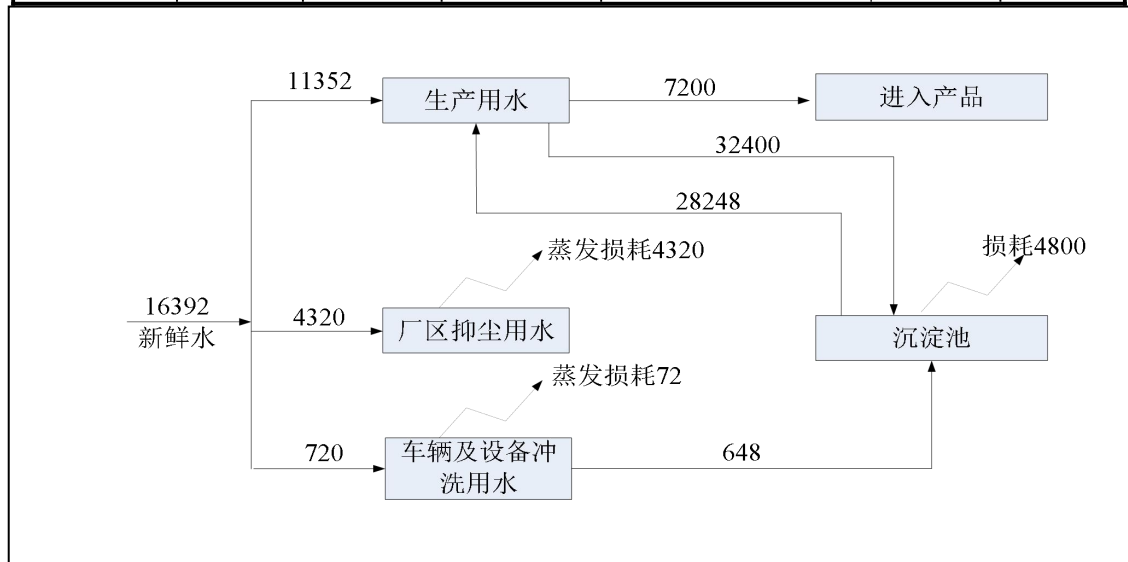 11352
生产用水
7200
进入产品
32400
28248
蒸发损耗4320
损耗4800
16392
新鲜水
4320
厂区抑尘用水
沉淀池
蒸发损耗72
720
车辆及设备冲
洗用水
648